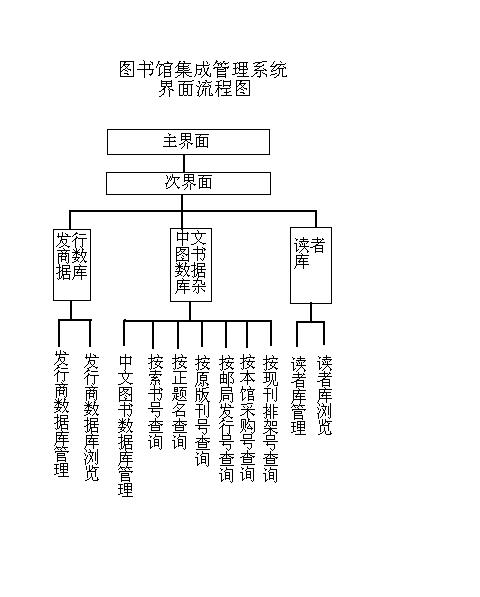 图书馆集成管理系统
界面流程图
主界面
次界面
发行
商数
据库
中文
图书
数据
库杂
读者
库
发行商数据库管理
发行商数据库浏览
中文图书数据库管理
按索书号查询
按正题名查询
按原版刊号查询
按邮局发行号查询
按本馆采购号查询
按现刊排架号查询
读者库管理
读者库浏览